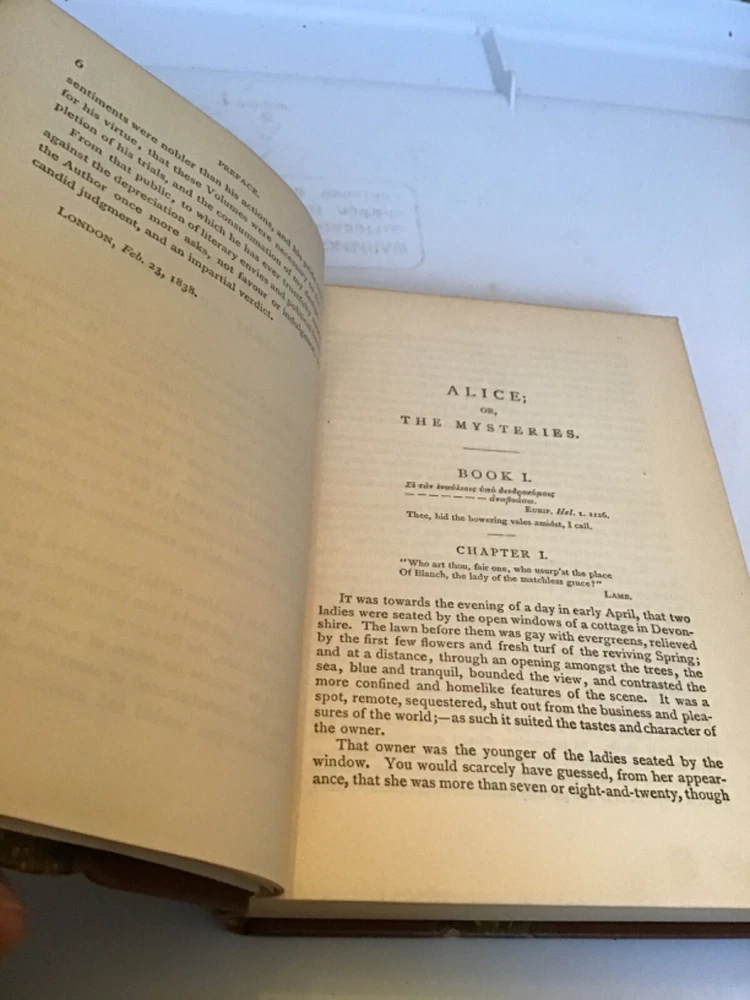 6
PREFACE.
sentiments were nobler than his actions, and his
for his virtue, that these Volumes were necessary to
pletion of his trials, and the consummation of my
From that public, to which he has ever
against the depreciation of literary envies and political
the Author once more asks, not favour or indulgence,
candid judgment, and an impartial verdict.
LONDON, Feb. 23, 1838.
ALICE;
OR,
THE MYSTERIES.
BOOK I.
Σὲ τὰν ἐναύλοις ὑπὸ δενδροκόμοις
— — — — — — ἀναβοάσω.
EURIP. Hel. 1. 1116.
Thee, hid the bowering vales amidst, I call.
CHAPTER I.
"Who art thou, fair one, who usurp'st the place
Of Blanch, the lady of the matchless grace?"
LAMB.
IT was towards the evening of a day in early April, that two
ladies were seated by the open windows of a cottage in Devon-
shire. The lawn before them was gay with evergreens, relieved
by the first few flowers and fresh turf of the reviving Spring;
and at a distance, through an opening amongst the trees, the
sea, blue and tranquil, bounded the view, and contrasted the
more confined and homelike features of the scene. It was a
spot, remote, sequestered, shut out from the business and plea-
sures of the world;—as such it suited the tastes and character of
the owner.
That owner was the younger of the ladies seated by the
window. You would scarcely have guessed, from her appear-
ance, that she was more than seven or eight-and-twenty, though